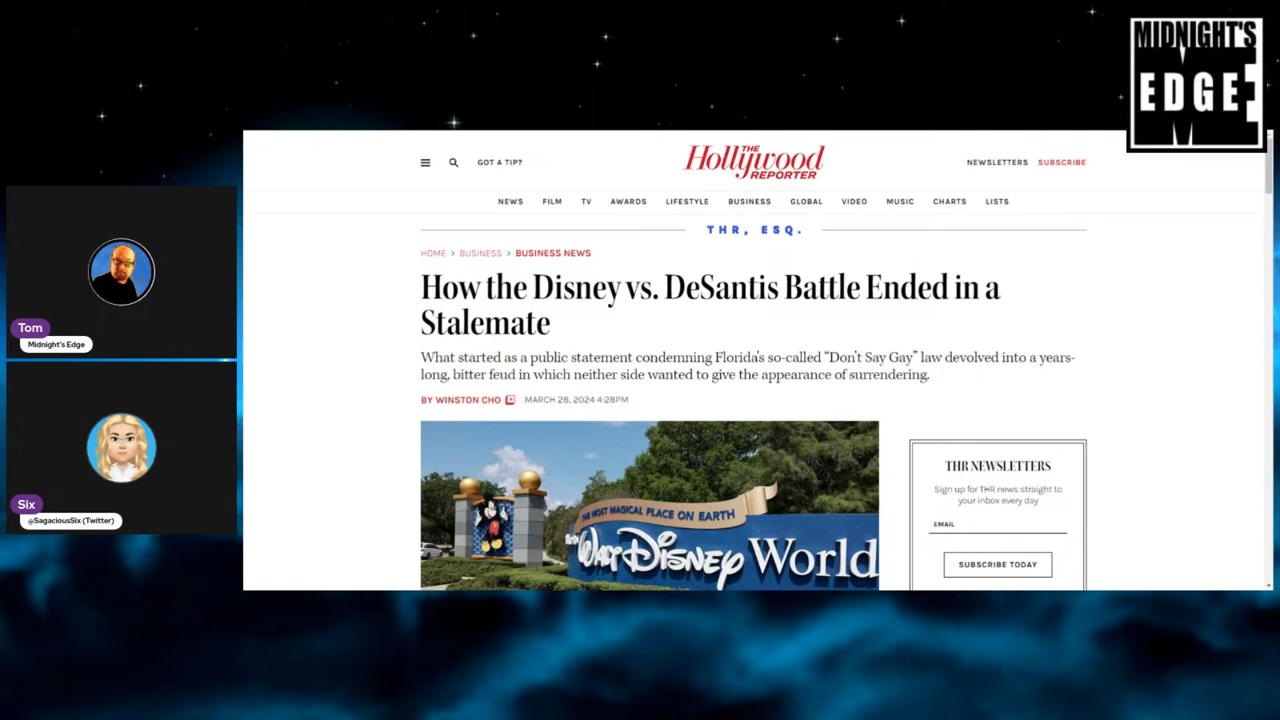 MIDNIGHT'S
EDGE
GOT A TIP?
THE
Hollywood
REPORTER
NEWSLETTERS SUBSCRIBE
NEWS FILM TV AWARDS LIFESTYLE BUSINESS GLOBAL VIDEO MUSIC CHARTS LISTS
THR, ESQ.
HOME > BUSINESS > BUSINESS NEWS
How the Disney vs. DeSantis Battle Ended in a
Stalemate
What started as a public statement condemning Florida's so-called “Don't Say Gay” law devolved into a years-
long, bitter feud in which neither side wanted to give the appearance of surrendering.
BY WINSTON CHO MARCH 28, 2024 4:28PM
THE MOST MAGICAL PLACE ON EARTH
Walt Disney World
THR NEWSLETTERS
Sign up for THR news straight to
your inbox every day
EMAIL
SUBSCRIBE TODAY
Tom
Midnight's Edge
Six
@SagaciousSix (Twitter)